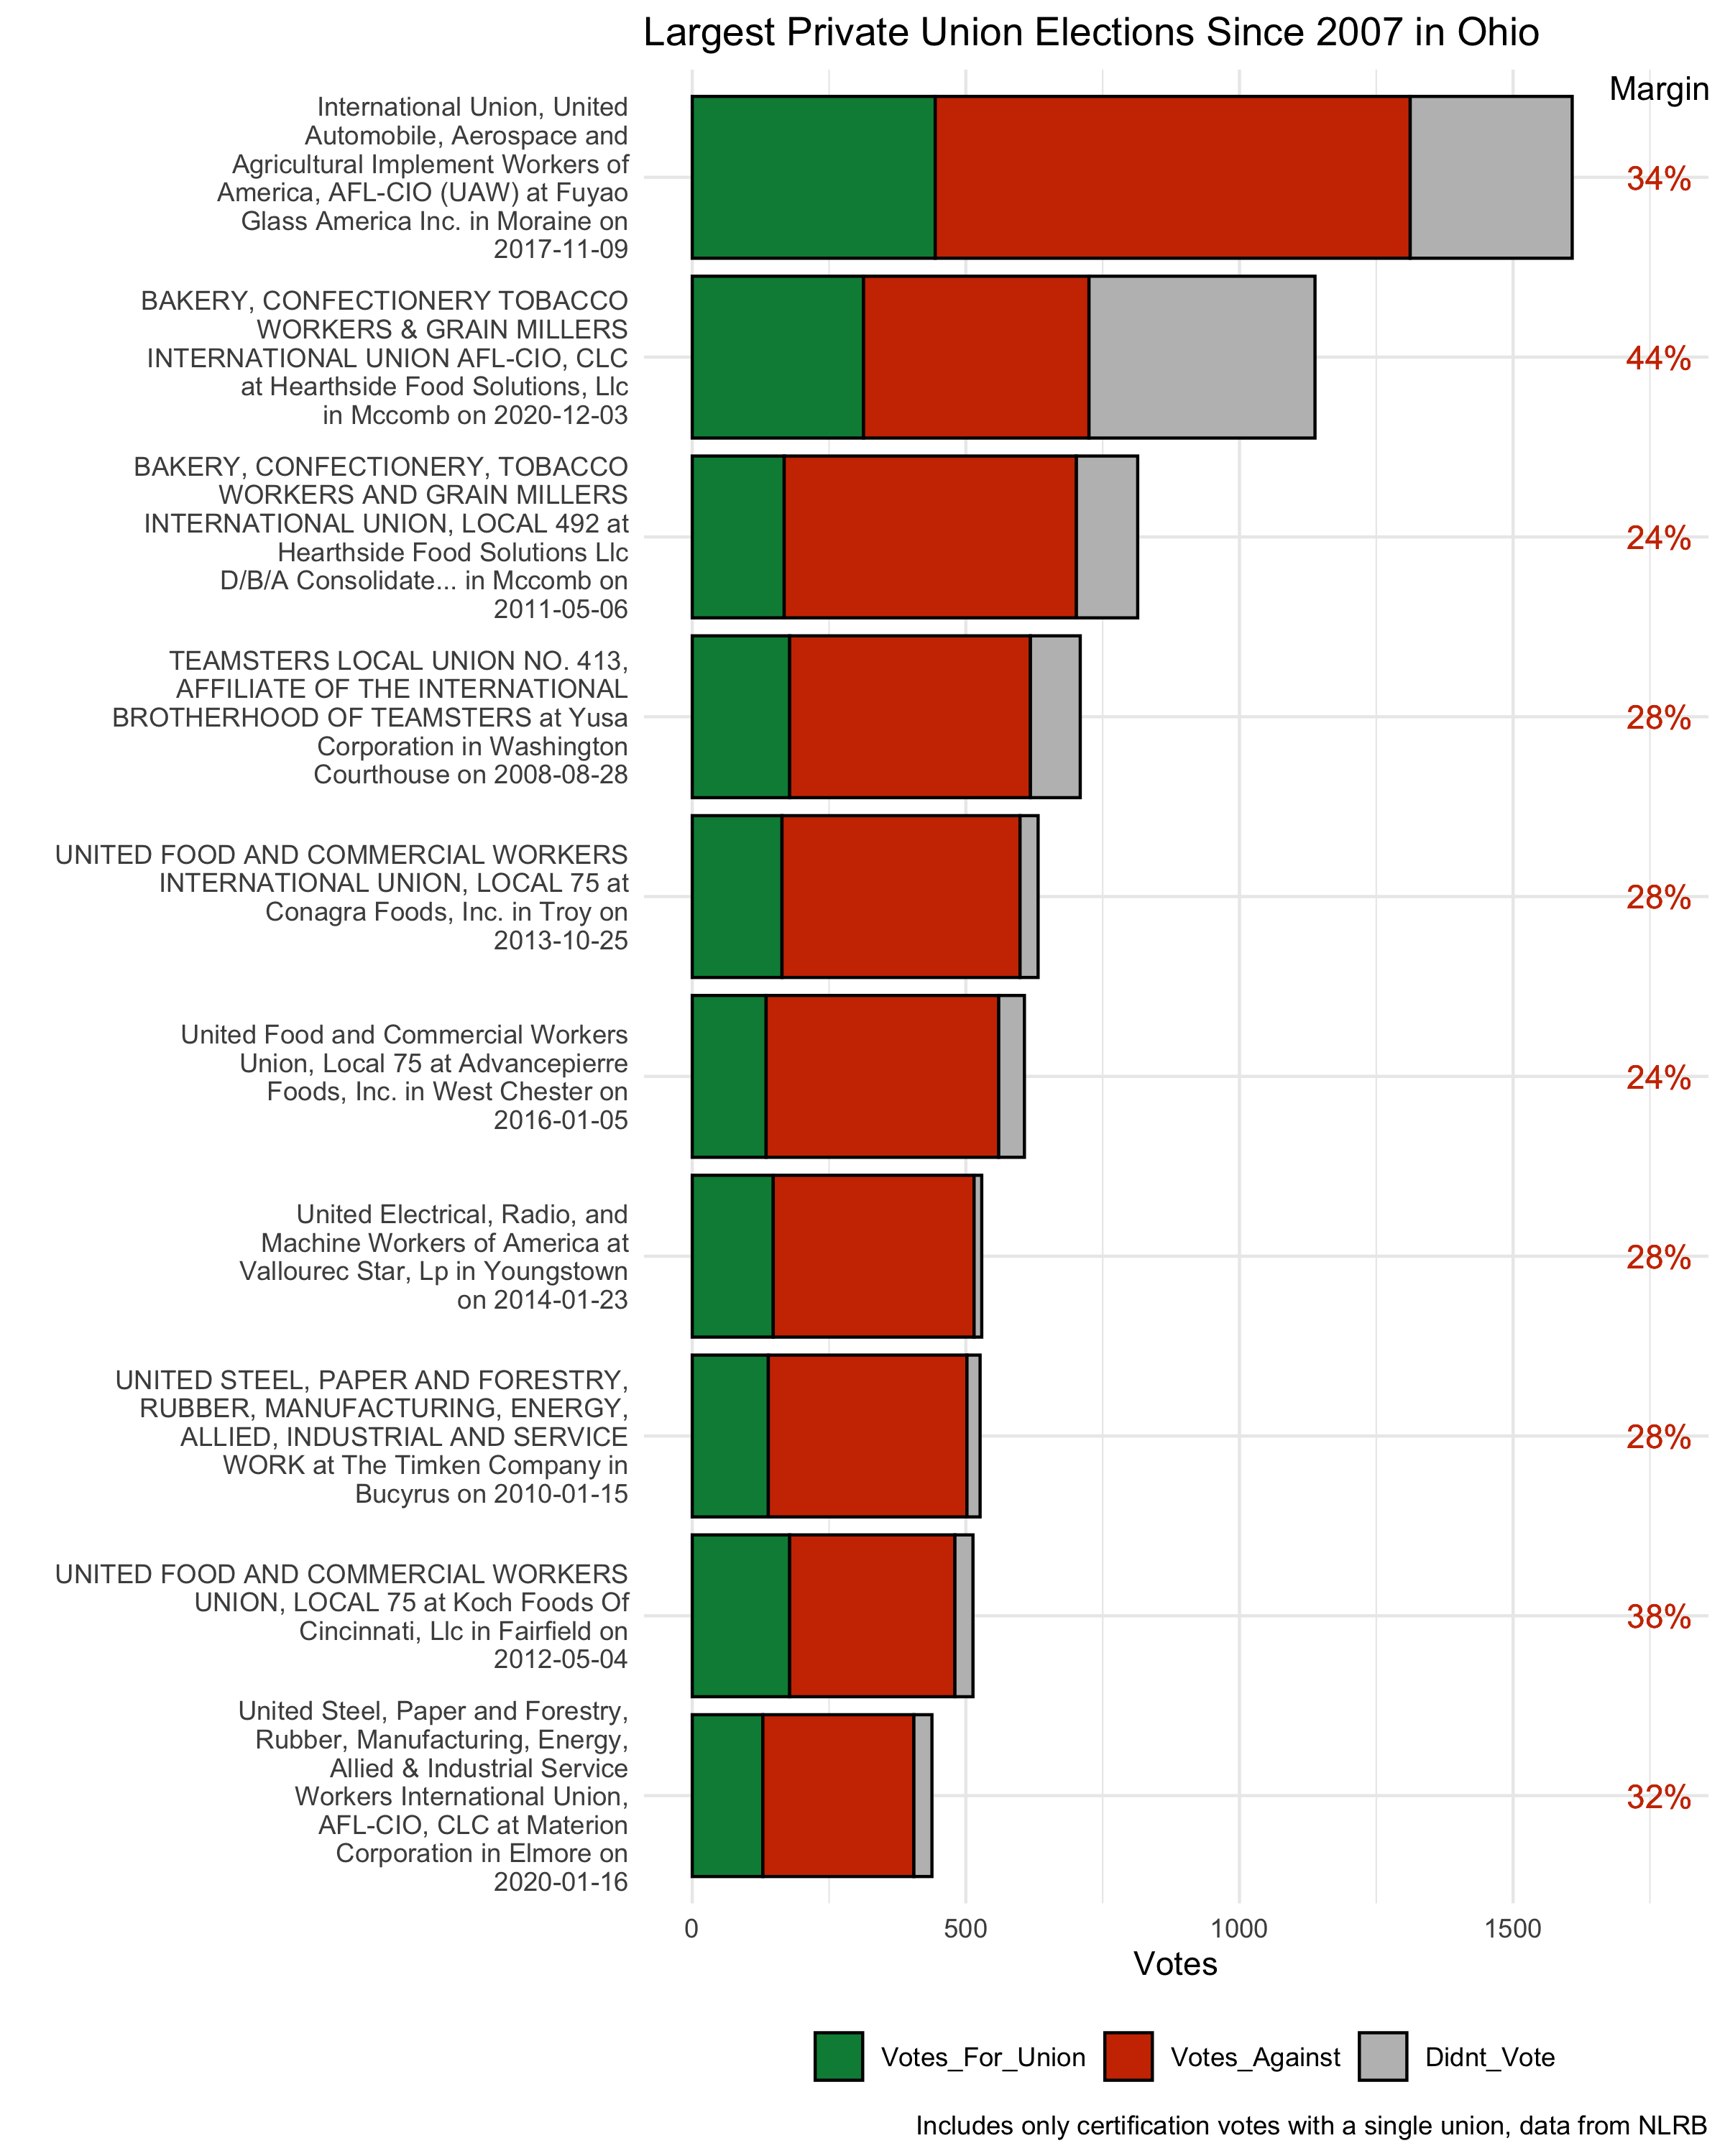 Largest Private Union Elections Since 2007 in Ohio
Margin
International Union, United
Automobile, Aerospace and
Agricultural Implement Workers of
America, AFL-CIO (UAW) at Fuyao
Glass America Inc. in Moraine on
2017-11-09
34%
BAKERY, CONFECTIONERY TOBACCO
WORKERS & GRAIN MILLERS
INTERNATIONAL UNION AFL-CIO, CLC
at Hearthside Food Solutions, Llc
in Mccomb on 2020-12-03
44%
BAKERY, CONFECTIONERY, TOBACCO
WORKERS AND GRAIN MILLERS
INTERNATIONAL UNION, LOCAL 492 at
Hearthside Food Solutions Llc
D/B/A Consolidate... in Mccomb on
2011-05-06
24%
TEAMSTERS LOCAL UNION NO. 413,
AFFILIATE OF THE INTERNATIONAL
BROTHERHOOD OF TEAMSTERS at Yusa
Corporation in Washington
Courthouse on 2008-08-28
28%
UNITED FOOD AND COMMERCIAL WORKERS
INTERNATIONAL UNION, LOCAL 75 at
Conagra Foods, Inc. in Troy on
2013-10-25
28%
United Food and Commercial Workers
Union, Local 75 at Advancepierre
Foods, Inc. in West Chester on
2016-01-05
24%
United Electrical, Radio, and
Machine Workers of America at
Vallourec Star, Lp in Youngstown
on 2014-01-23
28%
UNITED STEEL, PAPER AND FORESTRY,
RUBBER, MANUFACTURING, ENERGY,
ALLIED, INDUSTRIAL AND SERVICE
WORK at The Timken Company in
Bucyrus on 2010-01-15
28%
UNITED FOOD AND COMMERCIAL WORKERS
UNION, LOCAL 75 at Koch Foods Of
Cincinnati, Llc in Fairfield on
2012-05-04
38%
United Steel, Paper and Forestry,
Rubber, Manufacturing, Energy,
Allied & Industrial Service
Workers International Union,
AFL-CIO, CLC at Materion
Corporation in Elmore on
2020-01-16
32%
0 500 1000 1500
Votes
Votes_For_Union Votes_Against Didnt_Vote
Includes only certification votes with a single union, data from NLRB